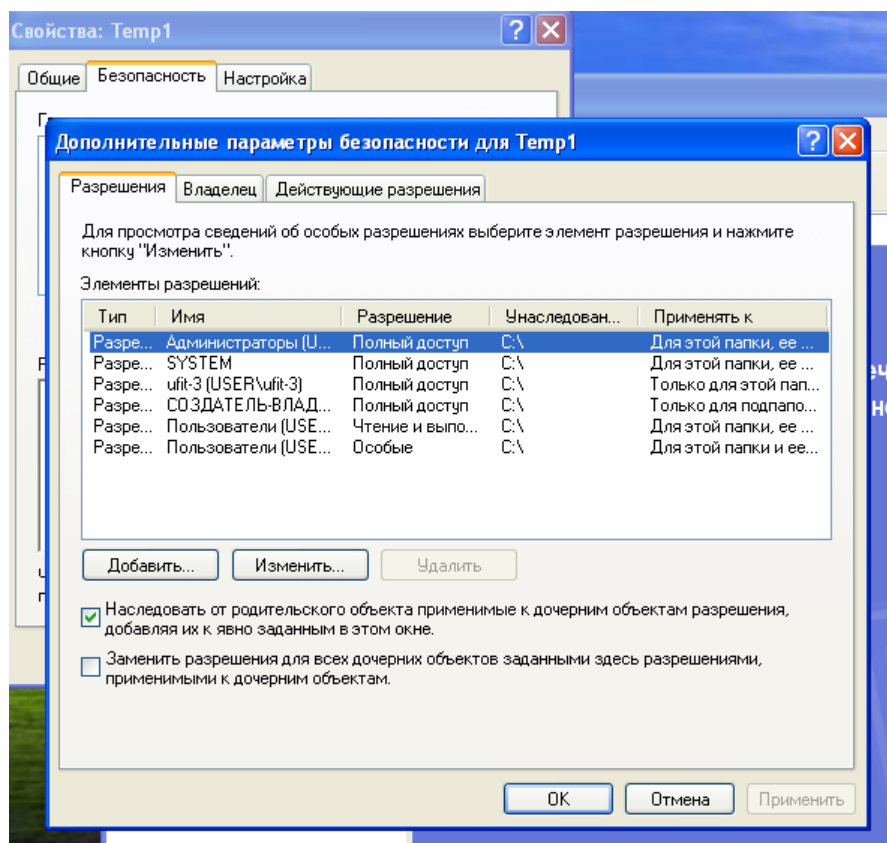 Свойства: Temp1
Общие Безопасность Настройка
Дополнительные параметры безопасности для Temp1
Разрешения Владелец Действующие разрешения
Для просмотра сведений об особых разрешениях выберите элемент разрешения и нажмите
кнопку "Изменить".
Элементы разрешений:
Тип Имя Разрешение Унаследован... Применять к
Разре... Администраторы (U... Полный доступ C:\ Для этой папки, ее ...
Разре... SYSTEM Полный доступ C:\ Для этой папки, ее ...
Разре... ufit-3 (USER\ufit-3) Полный доступ C:\ Только для этой пап...
Разре... СОЗДАТЕЛЬ-ВЛАД... Полный доступ C:\ Только для подпапо...
Разре... Пользователи (USE... Чтение и выпо... C:\ Для этой папки, ее ...
Разре... Пользователи (USE... Особые C:\ Для этой папки и ее...
Добавить... Изменить... Удалить
Наследовать от родительского объекта применимые к дочерним объектам разрешения,
добавляя их к явно заданным в этом окне.
Заменить разрешения для всех дочерних объектов заданными здесь разрешениями,
применимыми к дочерним объектам.
OK Отмена Применить